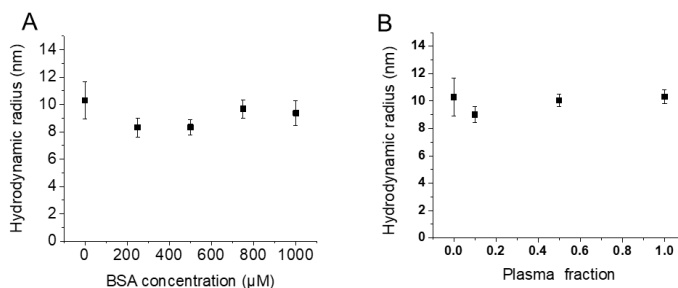 A
Hydrodynamic radius (nm)
14
12
10
8
6
4
2
0
0 200 400 600 800 1000
BSA concentration (µM)
B
Hydrodynamic radius (nm)
14
12
10
8
6
4
2
0
0.0 0.2 0.4 0.6 0.8 1.0
Plasma fraction